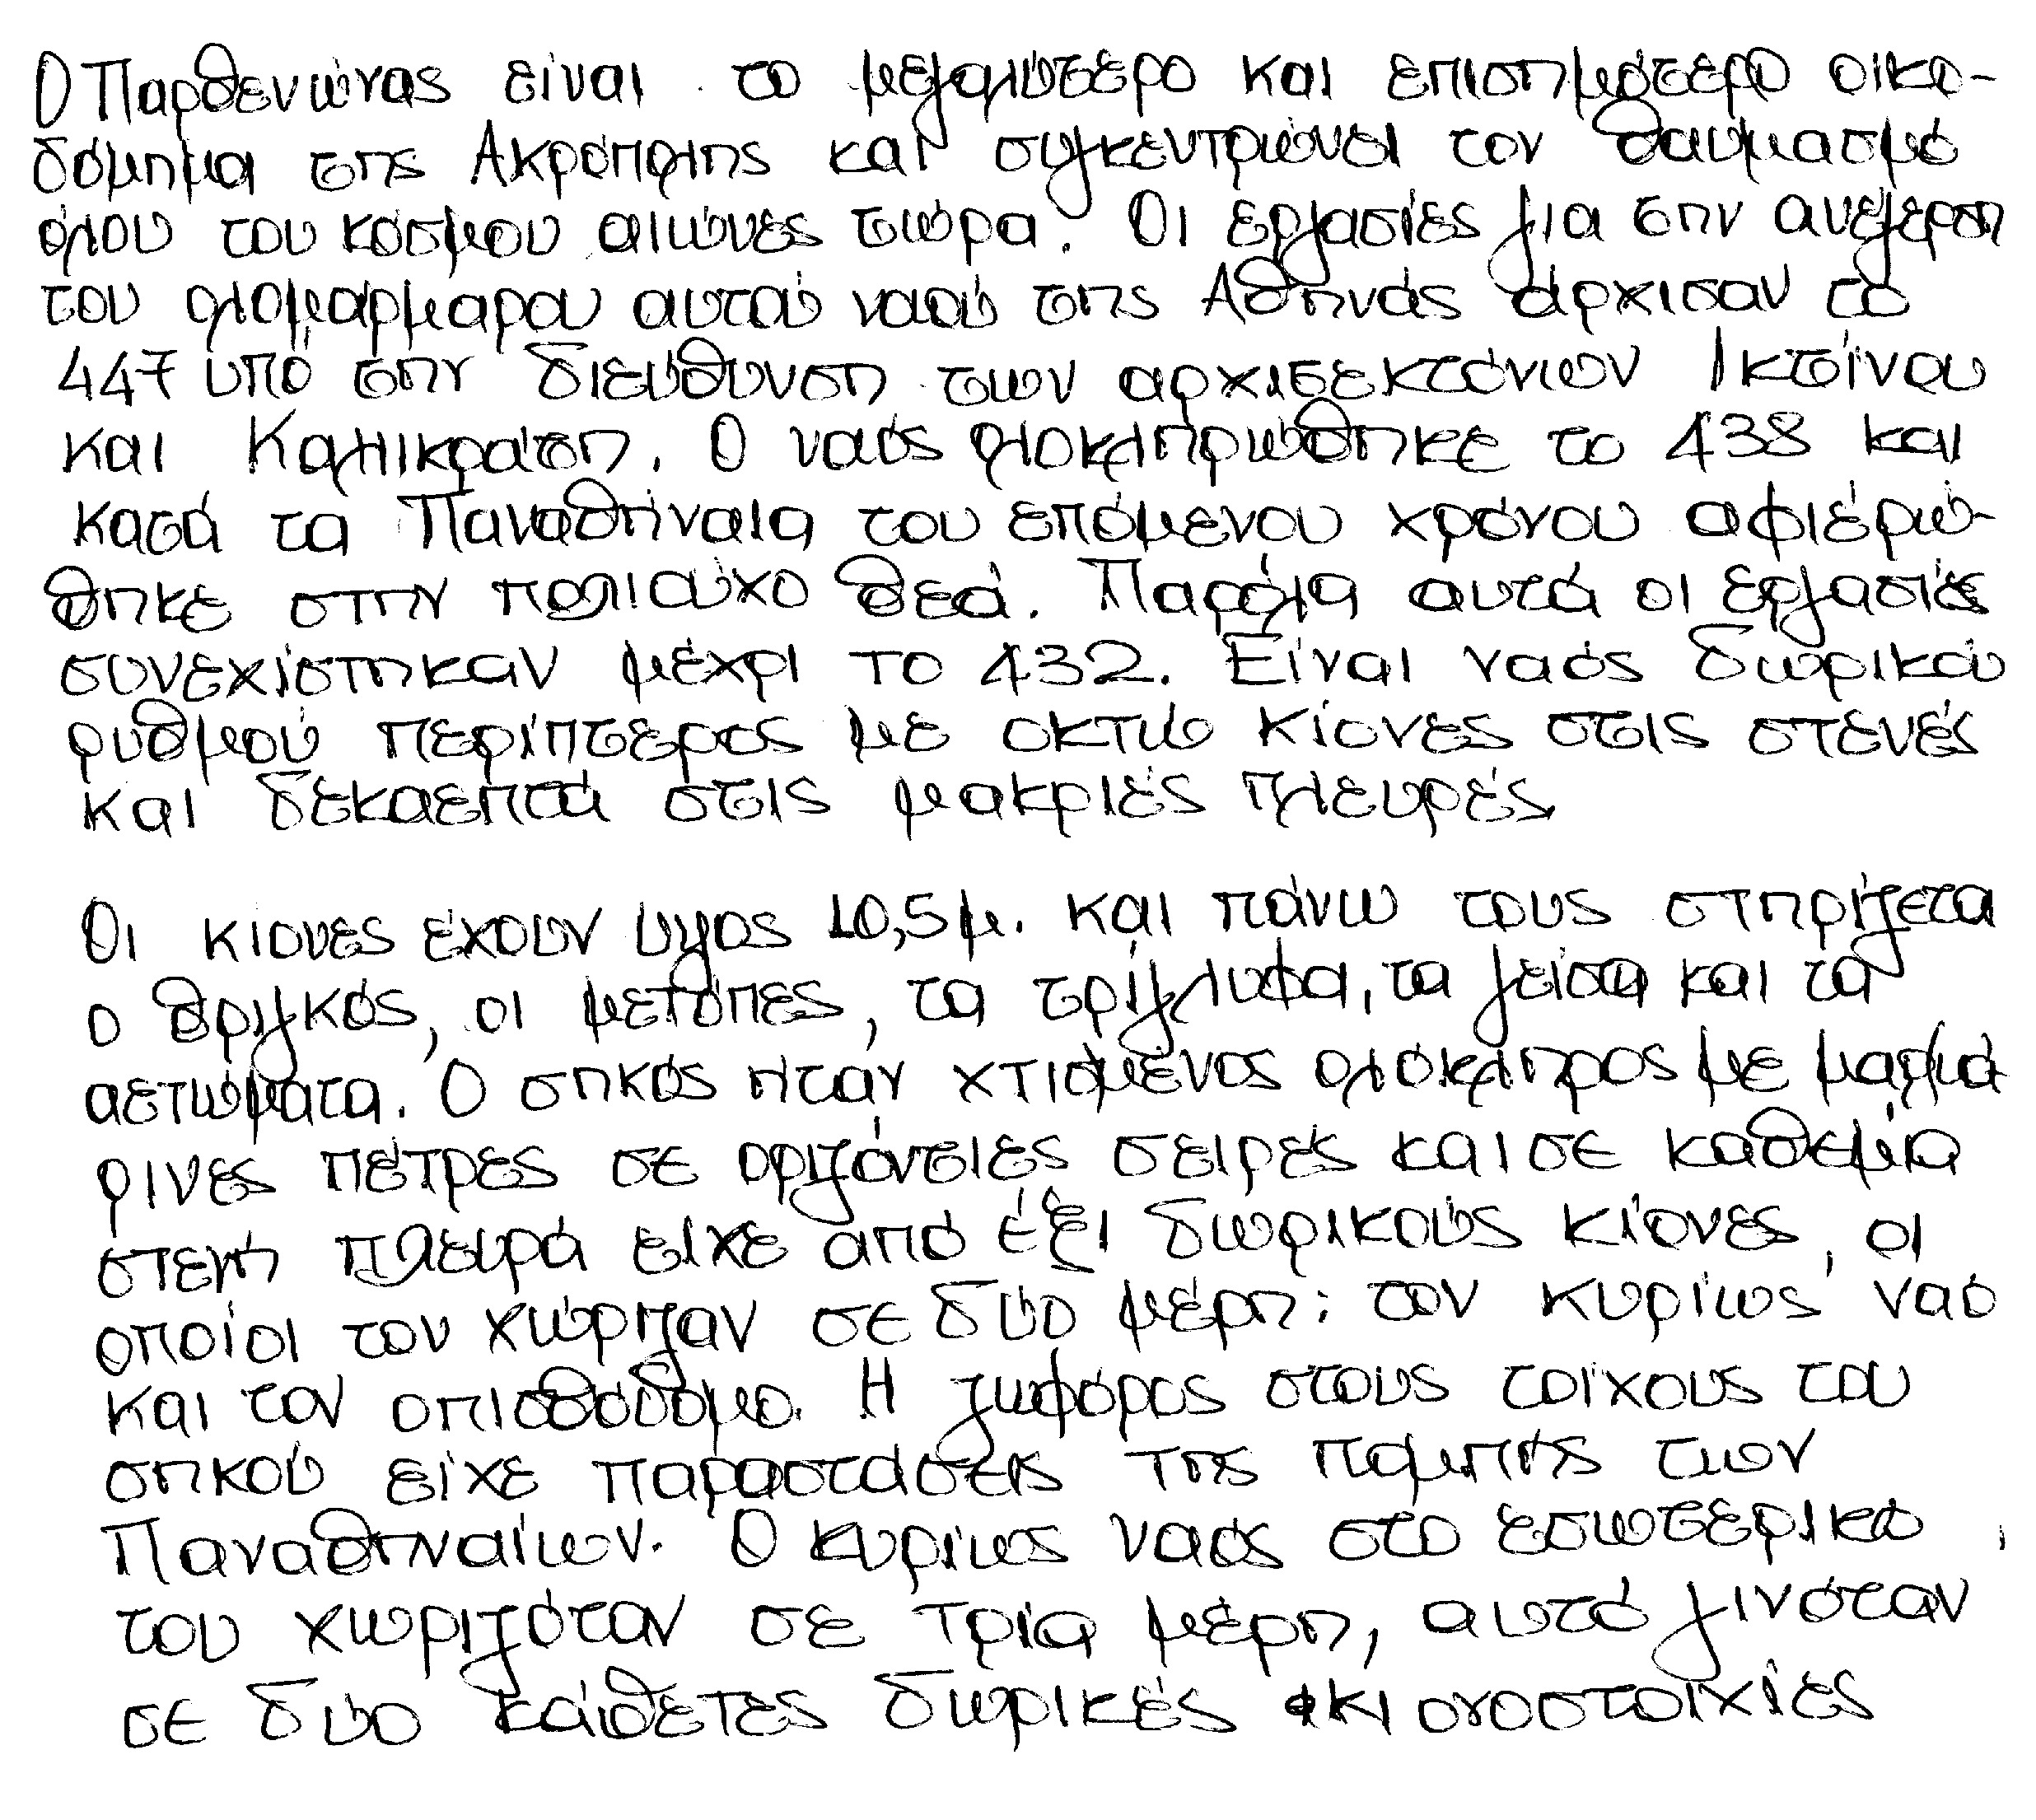 Ο Παρθενώνας είναι το μεγαλύτερο και επισημότερο οικο-
δόμημα της Ακρόπολης και συγκεντρώνει τον θαυμασμό
όλου του κόσμου αιώνες τώρα. Οι εργασίες για την ανέγερση
του ολομάρμαρου αυτού ναού της Αθηνάς άρχισαν το
447 υπό την διεύθυνση των αρχιτεκτόνων Ικτίνου
και Καλλικράτη. Ο ναός ολοκληρώθηκε το 438 και
κατά τα Παναθήναια του επόμενου χρόνου αφιερώ-
θηκε στην πολιούχο θεά. Παρόλα αυτά οι εργασίες
συνεχίστηκαν μέχρι το 432. Είναι ναός δωρικού
ρυθμού περίπτερος με οκτώ κίονες στις στενές
και δεκαεπτά στις μακριές πλευρές.
Οι κίονες έχουν υψος 10,5μ. και πάνω τους στηρίζετα
ο θριγκός, οι μετόπες, τα τρίγλυφα, τα γείσα και τα
αετώματα. Ο σηκός ήταν χτισμένος ολόκληρος με μαρμά-
ρινες πέτρες σε οριζόντιες σειρές και σε καθεμία
στενή πλευρά είχε από έξι δωρικούς κίονες, οι
οποίοι τον χώριζαν σε δύο μέρη: τον κυρίως ναό
και τον οπισθόδομο. Η ζωφόρος στους τοίχους του
σηκού είχε παραστάσεις της πομπής των
Παναθηναίων. Ο κυρίως ναός στο εσωτερικό
του χωριζόταν σε τρία μέρη, αυτό γινόταν
σε δύο κάθετες δωρικές κιονοστοιχίες